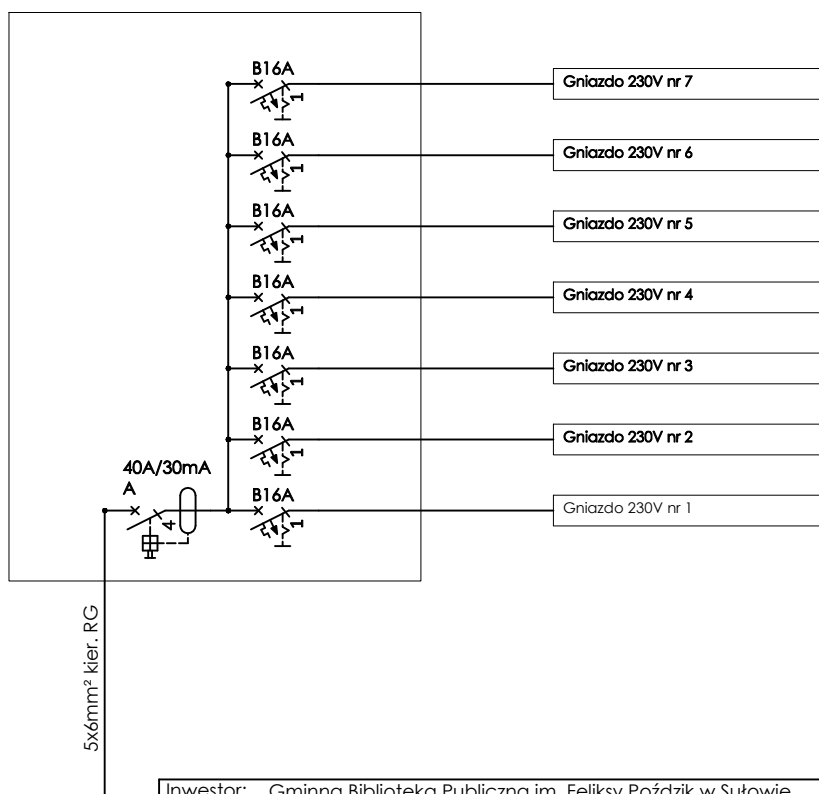 B16A
Gniazdo 230V nr 7
1
B16A
Gniazdo 230V nr 6
1
B16A
Gniazdo 230V nr 5
1
B16A
Gniazdo 230V nr 4
1
B16A
Gniazdo 230V nr 3
1
B16A
Gniazdo 230V nr 2
1
40A/30mA
A
4
B16A
Gniazdo 230V nr 1
1
5x6mm² kier. RG
Inwestor: Gminna Biblioteka Publiczna im. Feliksy Poździk w Sułowie